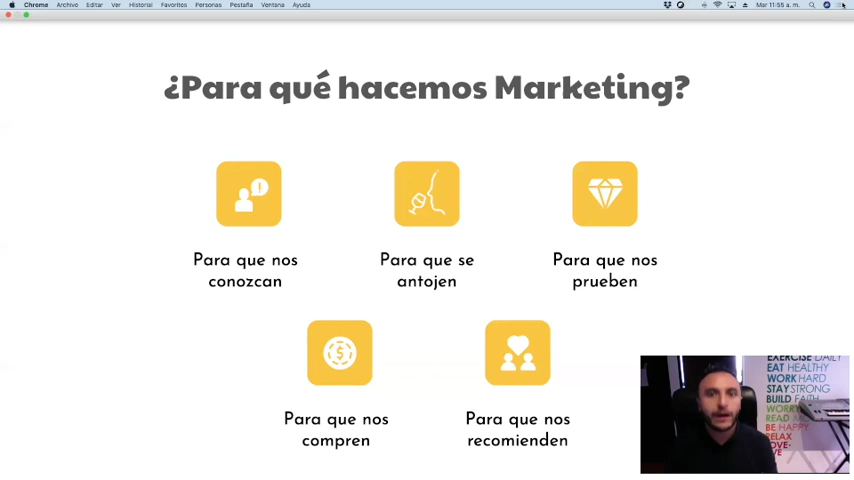 Chrome Archivo Editar Ver Historial Favoritos Personas Pestaña Ventana Ayuda
Mar 11:55 a. m.
¿Para qué hacemos Marketing?
Para que nos
conozcan
Para que se
antojen
Para que nos
prueben
Para que nos
compren
Para que nos
recomienden
EXERCISE DAILY
EAT HEALTHY
WORK HARD
STAY STRONG
BUILD FAITH
WORRY
READ
BE HAPPY
RELAX